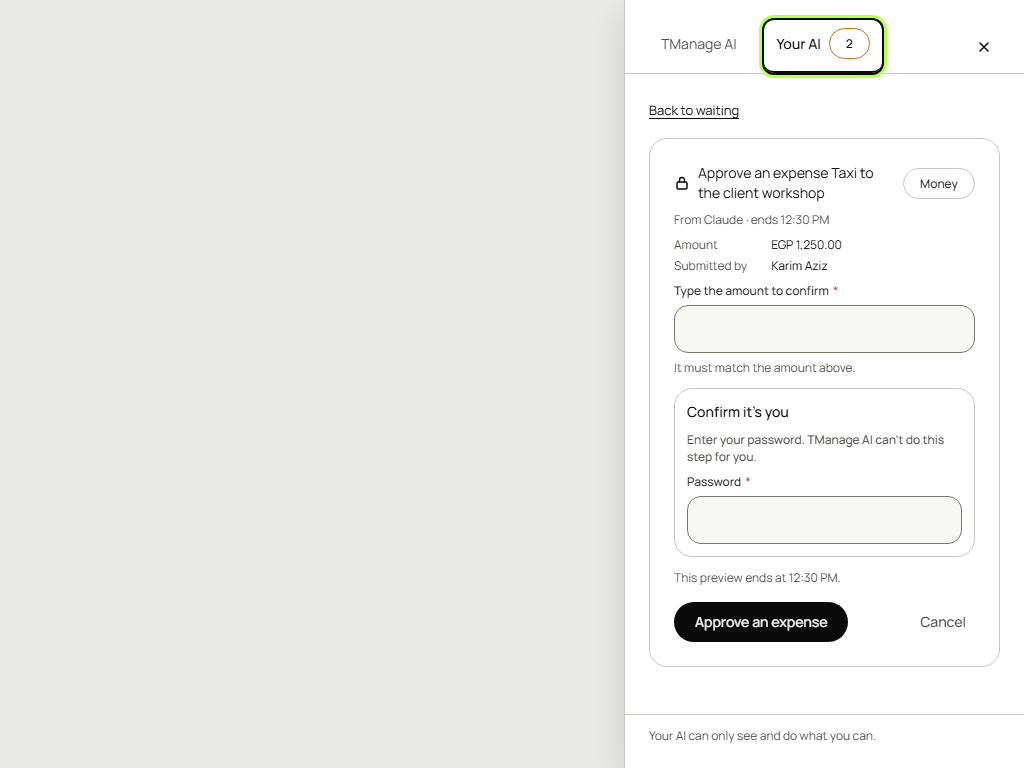 TManage AI
Your AI 2
Back to waiting
Approve an expense Taxi to
the client workshop
Money
From Claude · ends 12:30 PM
Amount EGP 1,250.00
Submitted by Karim Aziz
Type the amount to confirm *
It must match the amount above.
Confirm it's you
Enter your password. TManage AI can't do this
step for you.
Password *
This preview ends at 12:30 PM.
Approve an expense
Cancel
Your AI can only see and do what you can.